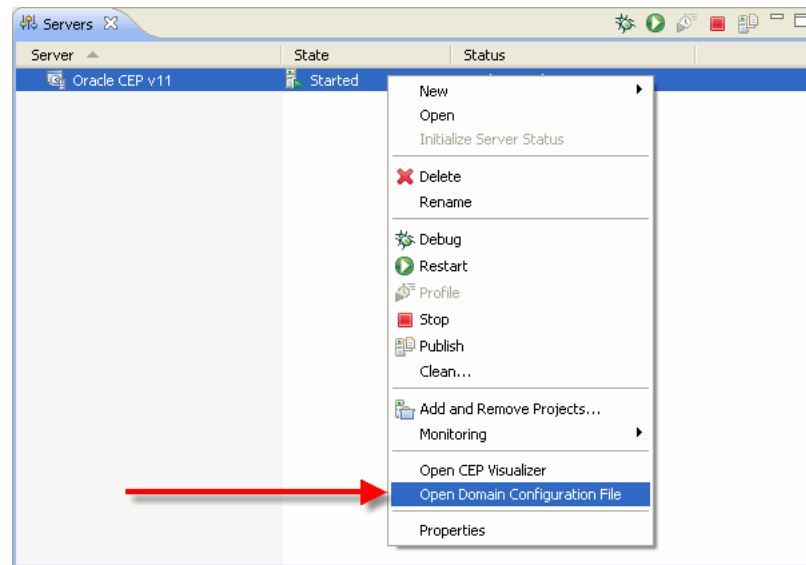 Servers
Server State Status
Oracle CEP v11 Started
New
Open
Initialize Server Status
Delete
Rename
Debug
Restart
Profile
Stop
Publish
Clean...
Add and Remove Projects...
Monitoring
Open CEP Visualizer
Open Domain Configuration File
Properties